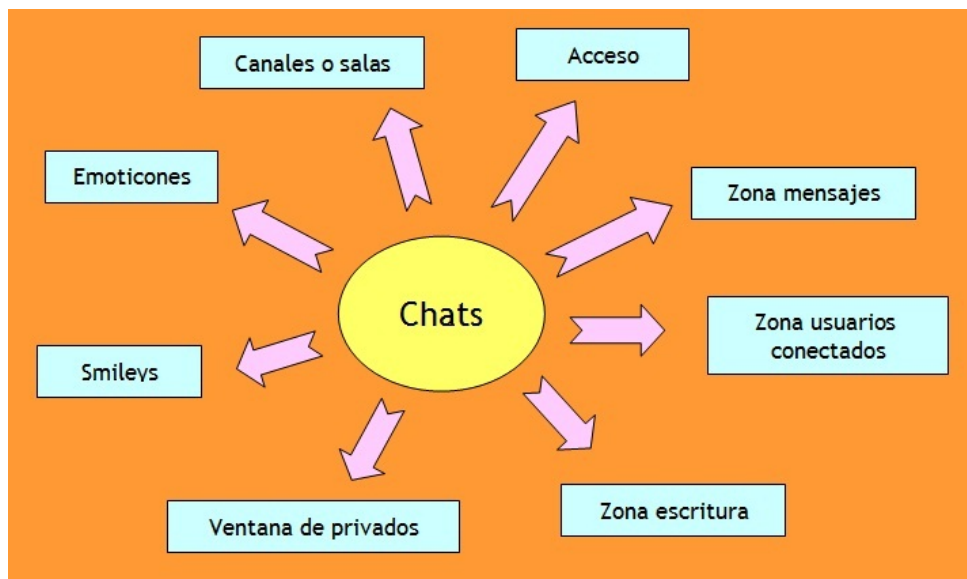 Canales o salas
Acceso
Emoticones
Zona mensajes
Chats
Zona usuarios
conectados
Smileys
Ventana de privados
Zona escritura